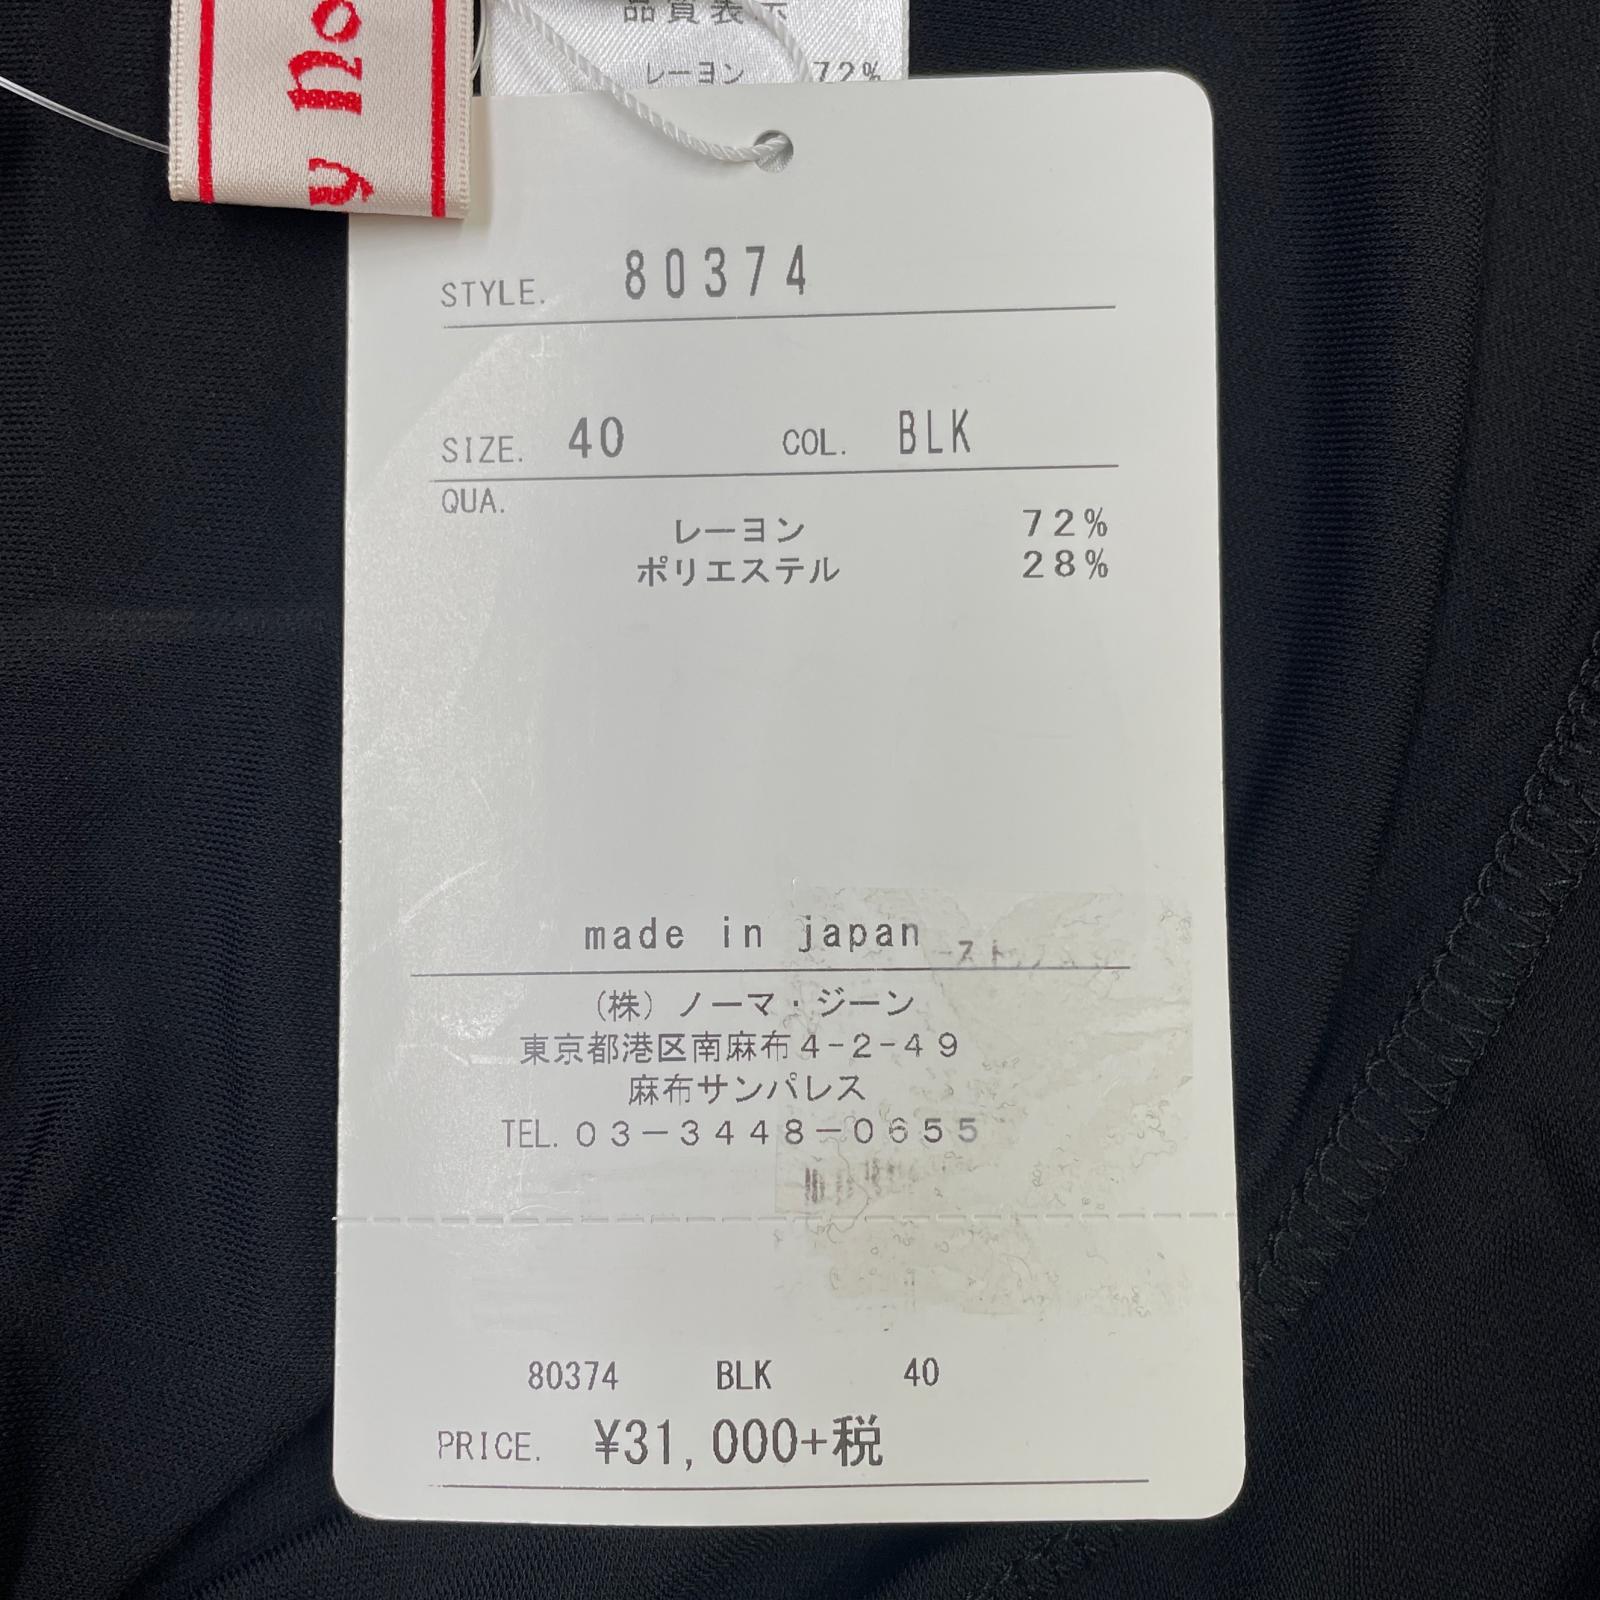 品質表示
レーヨン 72%
y no
STYLE. 80374
SIZE. 40 COL. BLK
QUA.
レーヨン 72%
ポリエステル 28%
made in japan
(株)ノーマ・ジーン
東京都港区南麻布4-2-49
麻布サンパレス
TEL.03-3448-0655
80374 BLK 40
PRICE. ¥31,000+税